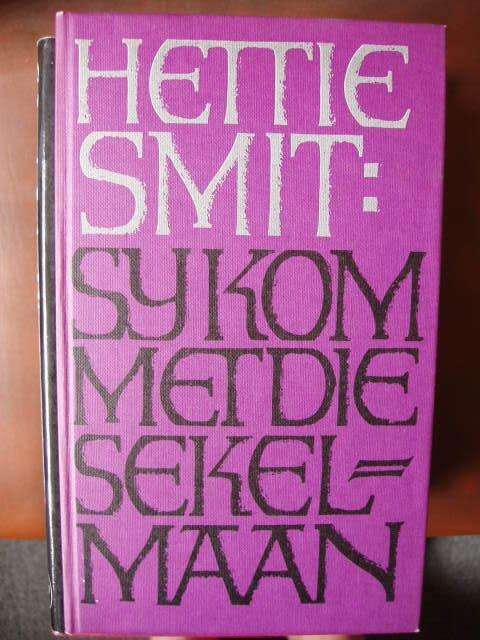 HETTIE
SMIT:
SY KOM
MET DIE
SEKEL=
MAAN